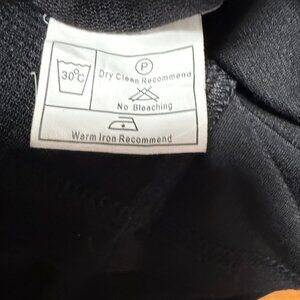 30°C
P
Dry Clean Recommend
No Bleaching
Warm Iron Recommend